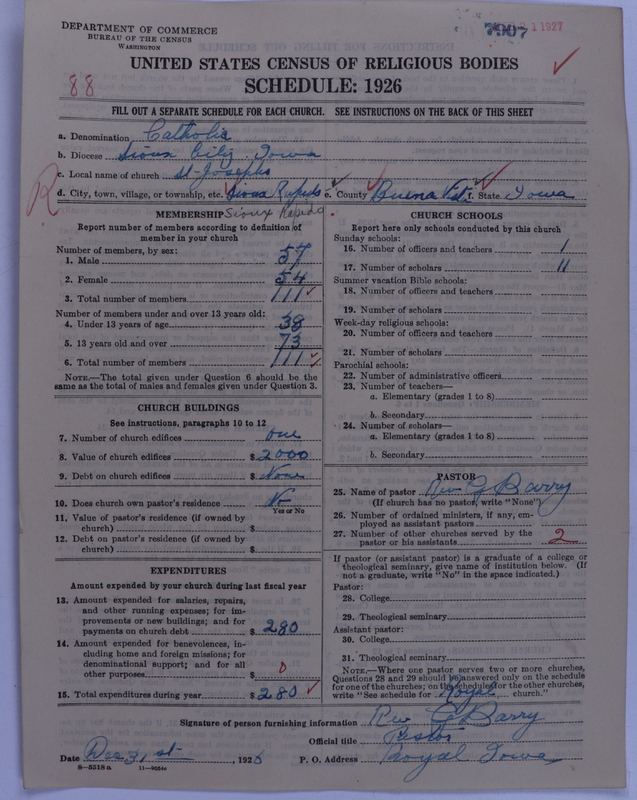 DEPARTMENT OF COMMERCE
BUREAU OF THE CENSUS
WASHINGTON
7907
21 1927
UNITED STATES CENSUS OF RELIGIOUS BODIES
SCHEDULE: 1926
88
FILL OUT A SEPARATE SCHEDULE FOR EACH CHURCH. SEE INSTRUCTIONS ON THE BACK OF THIS SHEET
a. Denomination Catholic
b. Diocese Sioux City, Iowa
c. Local name of church St-Josephs
R
d. City, town, village, or township, etc. Sioux Rapids e. County Buena Vist. f. State Iowa
Sioux Rapids
MEMBERSHIP
Report number of members according to definition of member in your church
Number of members, by sex:
1. Male 57
2. Female 54
3. Total number of members 111
Number of members under and over 13 years old:
4. Under 13 years of age 38
5. 13 years old and over 73
6. Total number of members 111
NOTE.—The total given under Question 6 should be
same as the total of males and females given under Question 3.
CHURCH BUILDINGS
See instructions, paragraphs 10 to 12
7. Number of church edifices one
8. Value of church edifices $ 2000
9. Debt on church edifices $ None
10. Does church own pastor's residence No
Yes or No
11. Value of pastor's residence (if owned by
church) $
12. Debt on pastor's residence (if owned by
church) $
EXPENDITURES
Amount expended by your church during last fiscal year
13. Amount expended for salaries, repairs,
and other running expenses; for im-
provements or new buildings; and for
payments on church debt $ 280
14. Amount expended for benevolences, in-
cluding home and foreign missions; for
denominational support; and for all
other purposes $ 0
15. Total expenditures during year $ 280
CHURCH SCHOOLS
Report here only schools conducted by this church
Sunday schools:
16. Number of officers and teachers 1
17. Number of scholars 11
Summer vacation Bible schools:
18. Number of officers and teachers
19. Number of scholars
Week-day religious schools:
20. Number of officers and teachers
21. Number of scholars
Parochial schools:
22. Number of administrative officers
23. Number of teachers—
a. Elementary (grades 1 to 8)
b. Secondary
24. Number of scholars—
a. Elementary (grades 1 to 8)
b. Secondary
PASTOR
25. Name of pastor Rev G Barry
(If church has no pastor, write "None")
26. Number of ordained ministers, if any, em-
ployed as assistant pastors
27. Number of other churches served by the
pastor or his assistants 2
If pastor (or assistant pastor) is a graduate of a college or
theological seminary, give name of institution below. (If
not a graduate, write "No" in the space indicated.)
Pastor:
28. College
29. Theological seminary
Assistant pastor:
30. College
31. Theological seminary
NOTE.—Where one pastor serves two or more churches,
Questions 28 and 29 should be answered only on the schedule
for one of the churches; on the schedules for the other churches,
write "See schedule for Royal church."
Signature of person furnishing information Rev G Barry
Official title Pastor
Date Dec 31st, 1926
P. O. Address Royal Iowa
8—5518a